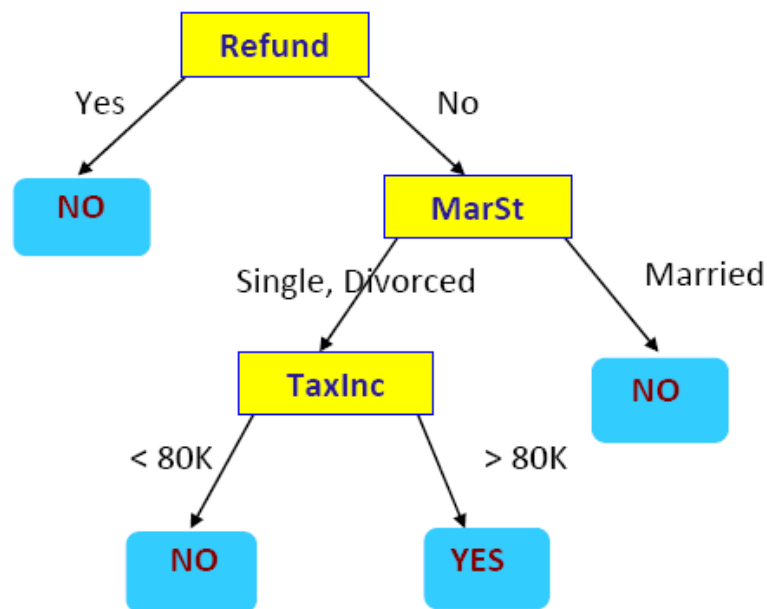 Refund
Yes
No
NO
MarSt
Single, Divorced
Married
TaxInc
NO
< 80K
> 80K
NO
YES